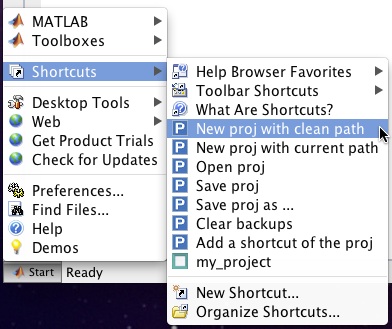 MATLAB
Toolboxes
Shortcuts
Desktop Tools
Web
Get Product Trials
Check for Updates
Preferences...
Find Files...
Help
Demos
Start
Ready
Help Browser Favorites
Toolbar Shortcuts
What Are Shortcuts?
New proj with clean path
New proj with current path
Open proj
Save proj
Save proj as ...
Clear backups
Add a shortcut of the proj
my_project
New Shortcut...
Organize Shortcuts...